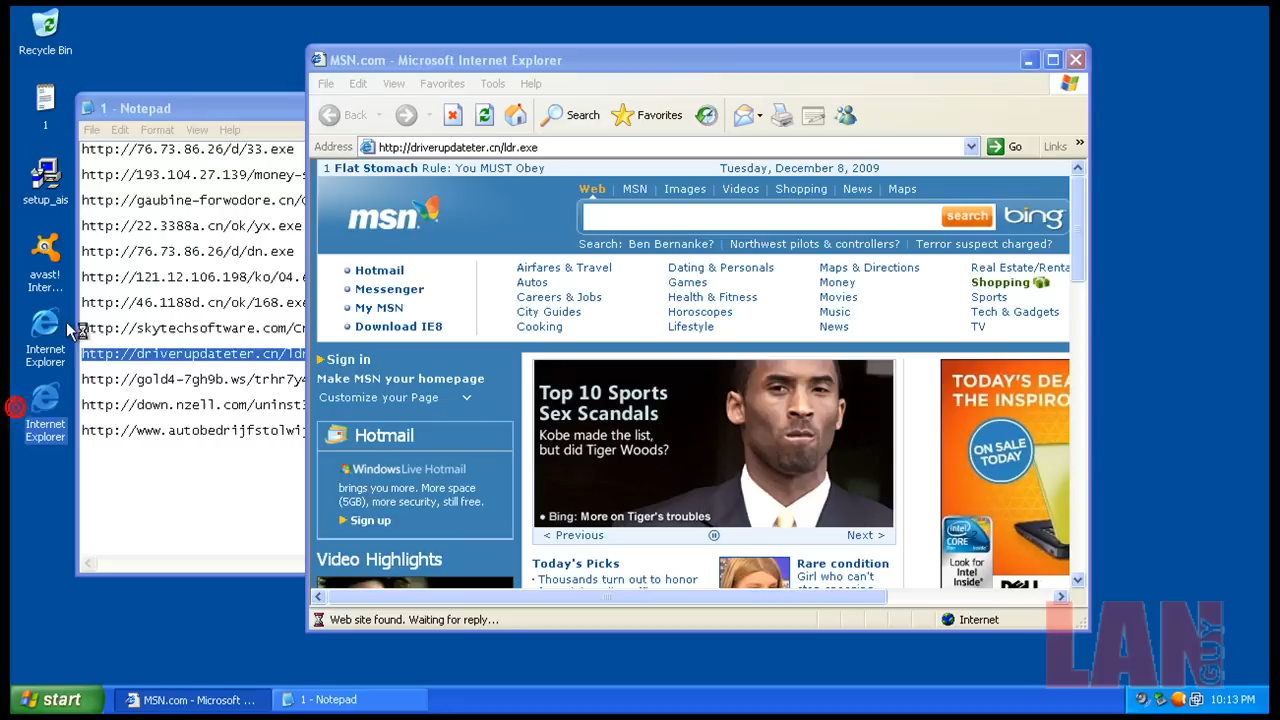 Recycle Bin
1
setup_ais
avast!
Inter...
Internet
Explorer
Internet
Explorer
1 - Notepad
File Edit Format View Help
http://76.73.86.26/d/33.exe
http://193.104.27.139/money-
http://gaubine-forwodore.cn/
http://22.3388a.cn/ok/yx.exe
http://76.73.86.26/d/dn.exe
http://121.12.106.198/ko/04.e
http://46.1188d.cn/ok/168.exe
http://skytechsoftware.com/Cr
http://driverupdateter.cn/ldr
http://gold4-7gh9b.ws/trhr7y4
http://down.nzell.com/uninst
http://www.autobedrijfstolwij
MSN.com - Microsoft Internet Explorer
File Edit View Favorites Tools Help
Back Search Favorites
Address http://driverupdateter.cn/ldr.exe Go Links »
1 Flat Stomach Rule: You MUST Obey Tuesday, December 8, 2009
Web MSN Images Videos Shopping News Maps
msn search bing
Search: Ben Bernanke? Northwest pilots & controllers? Terror suspect charged?
Hotmail
Messenger
My MSN
Download IE8
Airfares & Travel
Autos
Careers & Jobs
City Guides
Cooking
Dating & Personals
Games
Health & Fitness
Horoscopes
Lifestyle
Maps & Directions
Money
Movies
Music
News
Real Estate/Renta
Shopping
Sports
Tech & Gadgets
TV
Sign in
Make MSN your homepage
Customize your Page
Hotmail
WindowsLive Hotmail
brings you more. More space
(5GB), more security, still free.
Sign up
Video Highlights
Top 10 Sports
Sex Scandals
Kobe made the list,
but did Tiger Woods?
Bing: More on Tiger's troubles
< Previous Next >
Today's Picks
Thousands turn out to honor
Rare condition
Girl who can't
TODAY'S DEA
THE INSPIRO
ON SALE
TODAY
intel
CORE
Look for
Intel
Inside®
DELL
Web site found. Waiting for reply... Internet
LAN
GUY
start MSN.com - Microsoft ... 1 - Notepad 10:13 PM